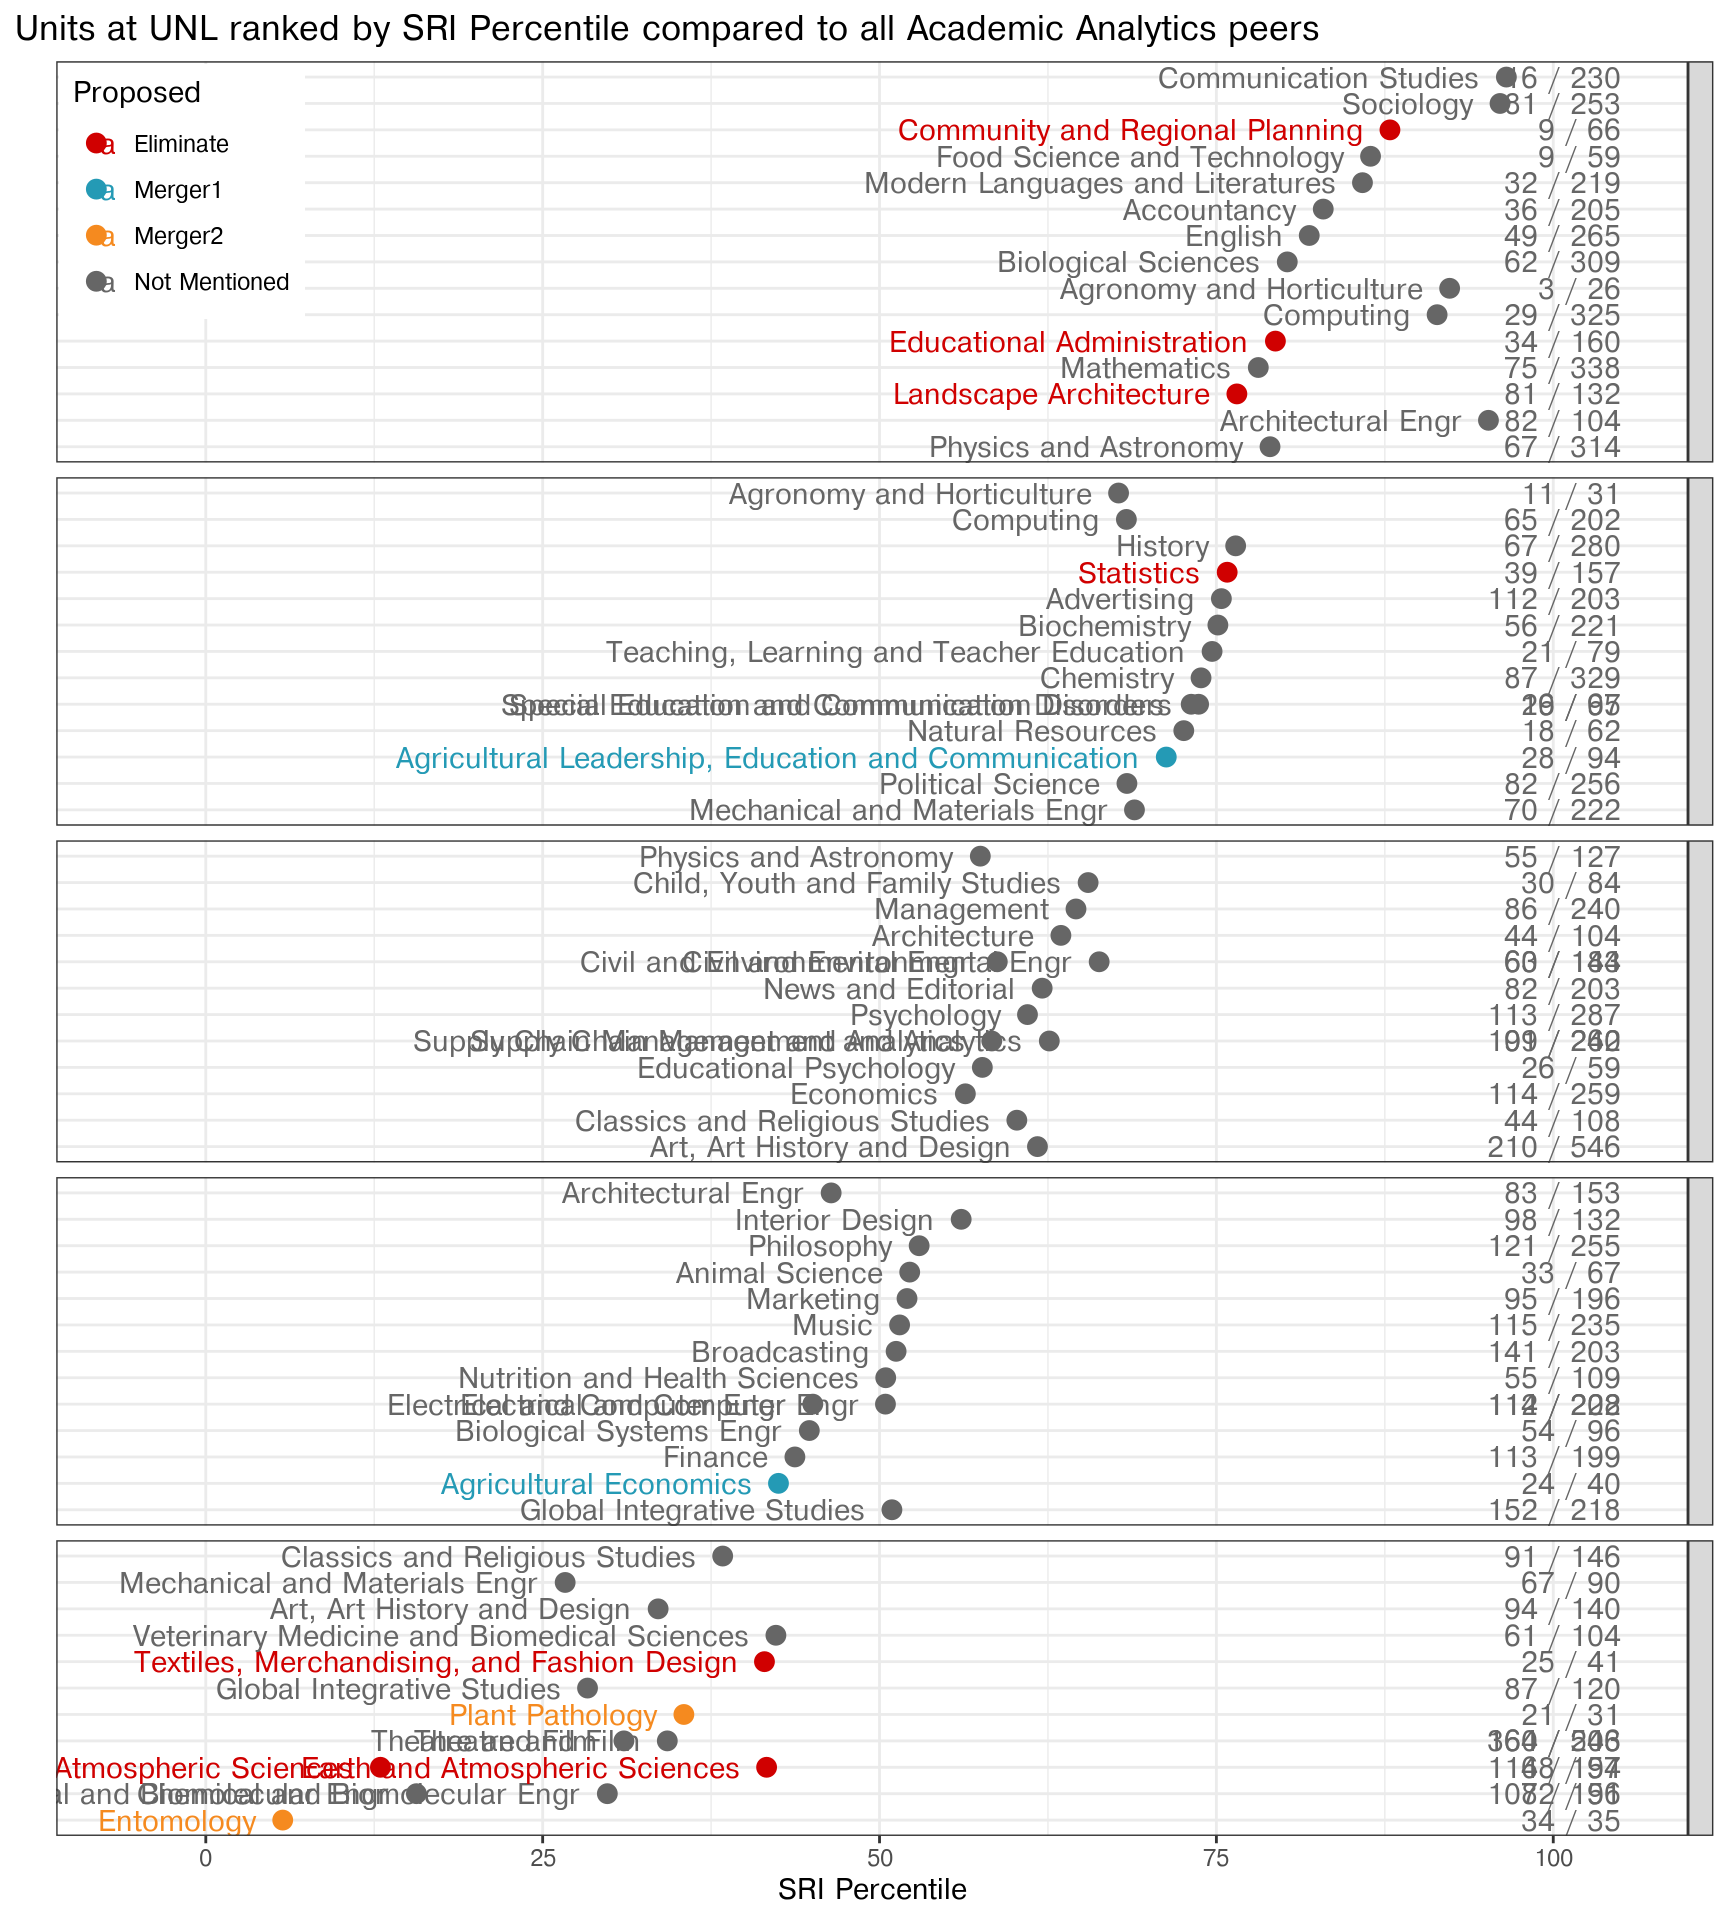 Units at UNL ranked by SRI Percentile compared to all Academic Analytics peers
Proposed
a Eliminate
a Merger1
a Merger2
a Not Mentioned
Communication Studies 16 / 230
Sociology 81 / 253
Community and Regional Planning 9 / 66
Food Science and Technology 9 / 59
Modern Languages and Literatures 32 / 219
Accountancy 36 / 205
English 49 / 265
Biological Sciences 62 / 309
Agronomy and Horticulture 3 / 26
Computing 29 / 325
Educational Administration 34 / 160
Mathematics 75 / 338
Landscape Architecture 81 / 132
Architectural Engr 82 / 104
Physics and Astronomy 67 / 314
Agronomy and Horticulture 11 / 31
Computing 65 / 202
History 67 / 280
Statistics 39 / 157
Advertising 112 / 203
Biochemistry 56 / 221
Teaching, Learning and Teacher Education 21 / 79
Chemistry 87 / 329
Special Education and Communication Disorders
Natural Resources 18 / 62
Agricultural Leadership, Education and Communication 28 / 94
Political Science 82 / 256
Mechanical and Materials Engr 70 / 222
Physics and Astronomy 55 / 127
Child, Youth and Family Studies 30 / 84
Management 86 / 240
Architecture 44 / 104
Civil and Environmental Engr
News and Editorial 82 / 203
Psychology 113 / 287
Supply Chain Management and Analytics
Educational Psychology 26 / 59
Economics 114 / 259
Classics and Religious Studies 44 / 108
Art, Art History and Design 210 / 546
Architectural Engr 83 / 153
Interior Design 98 / 132
Philosophy 121 / 255
Animal Science 33 / 67
Marketing 95 / 196
Music 115 / 235
Broadcasting 141 / 203
Nutrition and Health Sciences 55 / 109
Electrical and Computer Engr
Biological Systems Engr 54 / 96
Finance 113 / 199
Agricultural Economics 24 / 40
Global Integrative Studies 152 / 218
Classics and Religious Studies 91 / 146
Mechanical and Materials Engr 67 / 90
Art, Art History and Design 94 / 140
Veterinary Medicine and Biomedical Sciences 61 / 104
Textiles, Merchandising, and Fashion Design 25 / 41
Global Integrative Studies 87 / 120
Plant Pathology 21 / 31
Theatre and Film
Atmospheric Sciences Earth and Atmospheric Sciences
Chemical and Biomolecular Engr
Entomology 34 / 35
0 25 50 75 100
SRI Percentile